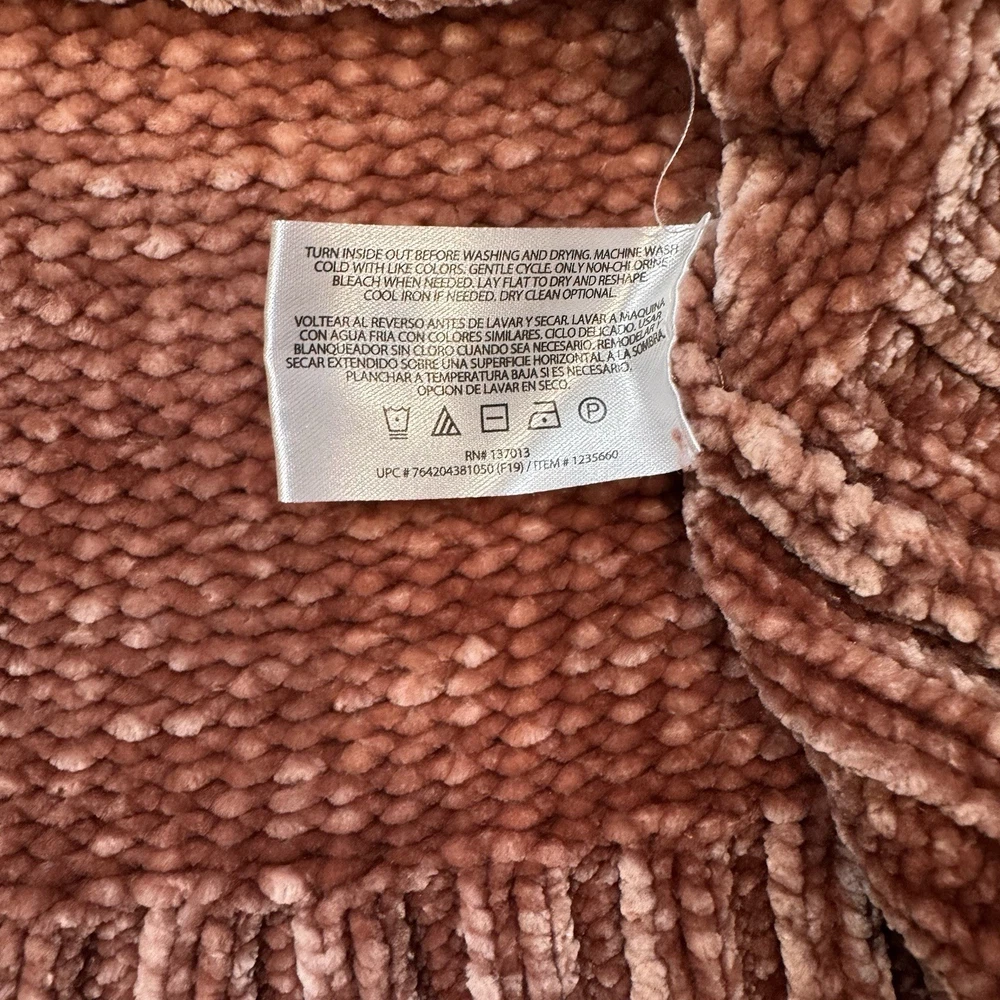 TURN INSIDE OUT BEFORE WASHING AND DRYING. MACHINE WASH
COLD WITH LIKE COLORS. GENTLE CYCLE. ONLY NON-CHLORINE
BLEACH WHEN NEEDED. LAY FLAT TO DRY AND RESHAPE.
COOL IRON IF NEEDED. DRY CLEAN OPTIONAL.
VOLTEAR AL REVERSO ANTES DE LAVAR Y SECAR. LAVAR A MAQUINA
CON AGUA FRIA CON COLORES SIMILARES. CICLO DELICADO. USAR
BLANQUEADOR SIN CLORO CUANDO SEA NECESARIO. REMODELAR Y
SECAR EXTENDIDO SOBRE UNA SUPERFICIE HORIZONTAL A LA SOMBRA.
PLANCHAR A TEMPERATURA BAJA SI ES NECESARIO.
OPCION DE LAVAR EN SECO.
P
RN# 137013
UPC # 764204381050 (F19) / ITEM # 1235660